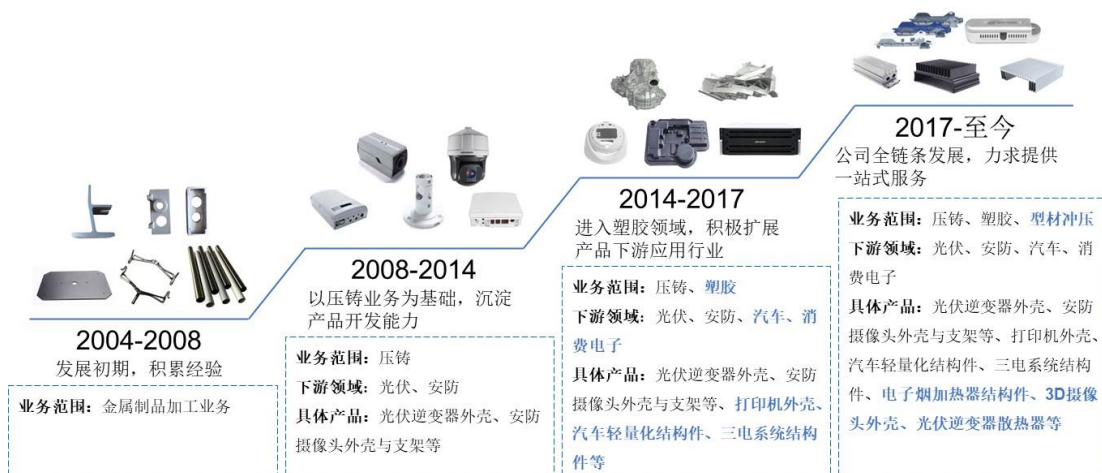 2004-2008
发展初期，积累经验
业务范围：金属制品加工业务
2008-2014
以压铸业务为基础，沉淀
产品开发能力
业务范围：压铸
下游领域：光伏、安防
具体产品：光伏逆变器外壳、安防
摄像头外壳与支架等
2014-2017
进入塑胶领域，积极扩展
产品下游应用行业
业务范围：压铸、塑胶
下游领域：光伏、安防、汽车、消
费电子
具体产品：光伏逆变器外壳、安防
摄像头外壳与支架等、打印机外壳、
汽车轻量化结构件、三电系统结构
件等
2017-至今
公司全链条发展，力求提供
一站式服务
业务范围：压铸、塑胶、型材冲压
下游领域：光伏、安防、汽车、消
费电子
具体产品：光伏逆变器外壳、安防
摄像头外壳与支架等、打印机外壳、
汽车轻量化结构件、三电系统结构
件、电子烟加热器结构件、3D摄像
头外壳、光伏逆变器散热器等